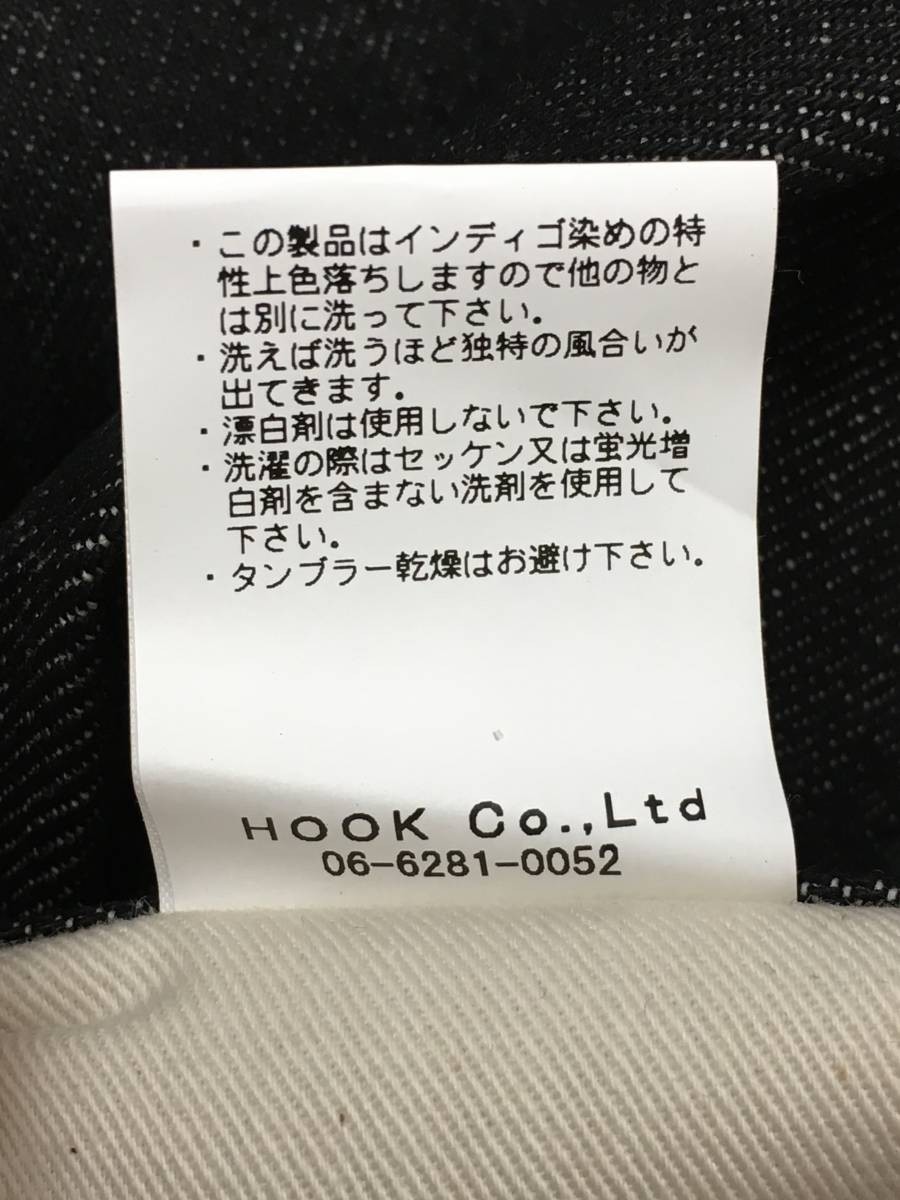 ・この製品はインディゴ染めの特
性上色落ちしますので他の物と
は別に洗って下さい。
・洗えば洗うほど独特の風合いが
出てきます。
・漂白剤は使用しないで下さい。
・洗濯の際はセッケン又は蛍光増
白剤を含まない洗剤を使用して
下さい。
・タンブラー乾燥はお避け下さい。
HOOK Co.,Ltd
06-6281-0052